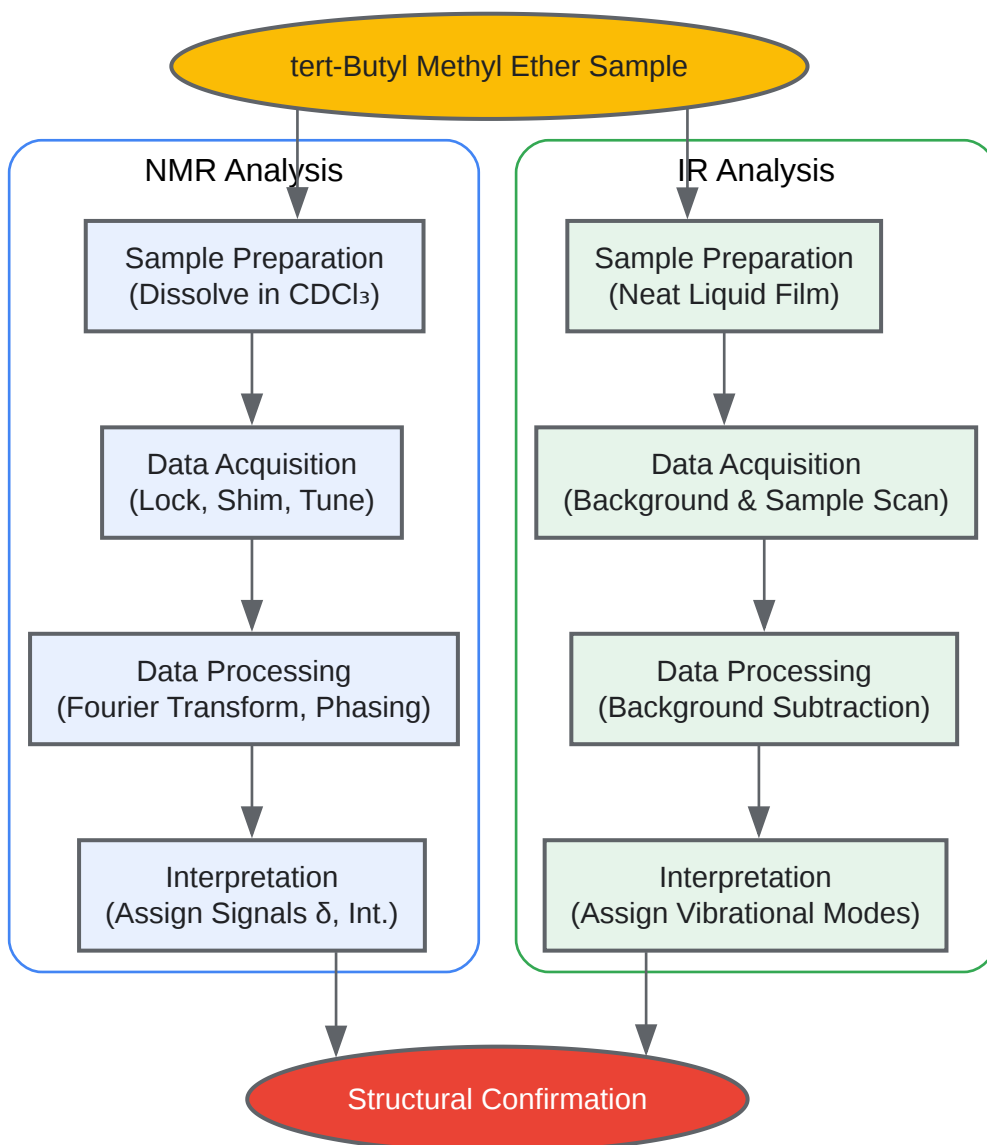 tert-Butyl Methyl Ether Sample
NMR Analysis
Sample Preparation
(Dissolve in CDCl₃)
Data Acquisition
(Lock, Shim, Tune)
Data Processing
(Fourier Transform, Phasing)
Interpretation
(Assign Signals δ, Int.)
IR Analysis
Sample Preparation
(Neat Liquid Film)
Data Acquisition
(Background & Sample Scan)
Data Processing
(Background Subtraction)
Interpretation
(Assign Vibrational Modes)
Structural Confirmation